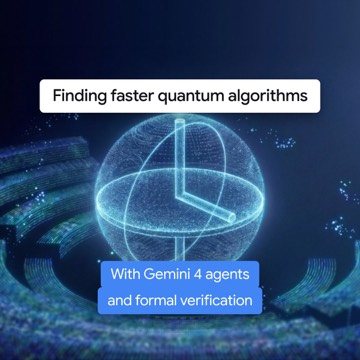 Finding faster quantum algorithms
With Gemini 4 agents
and formal verification